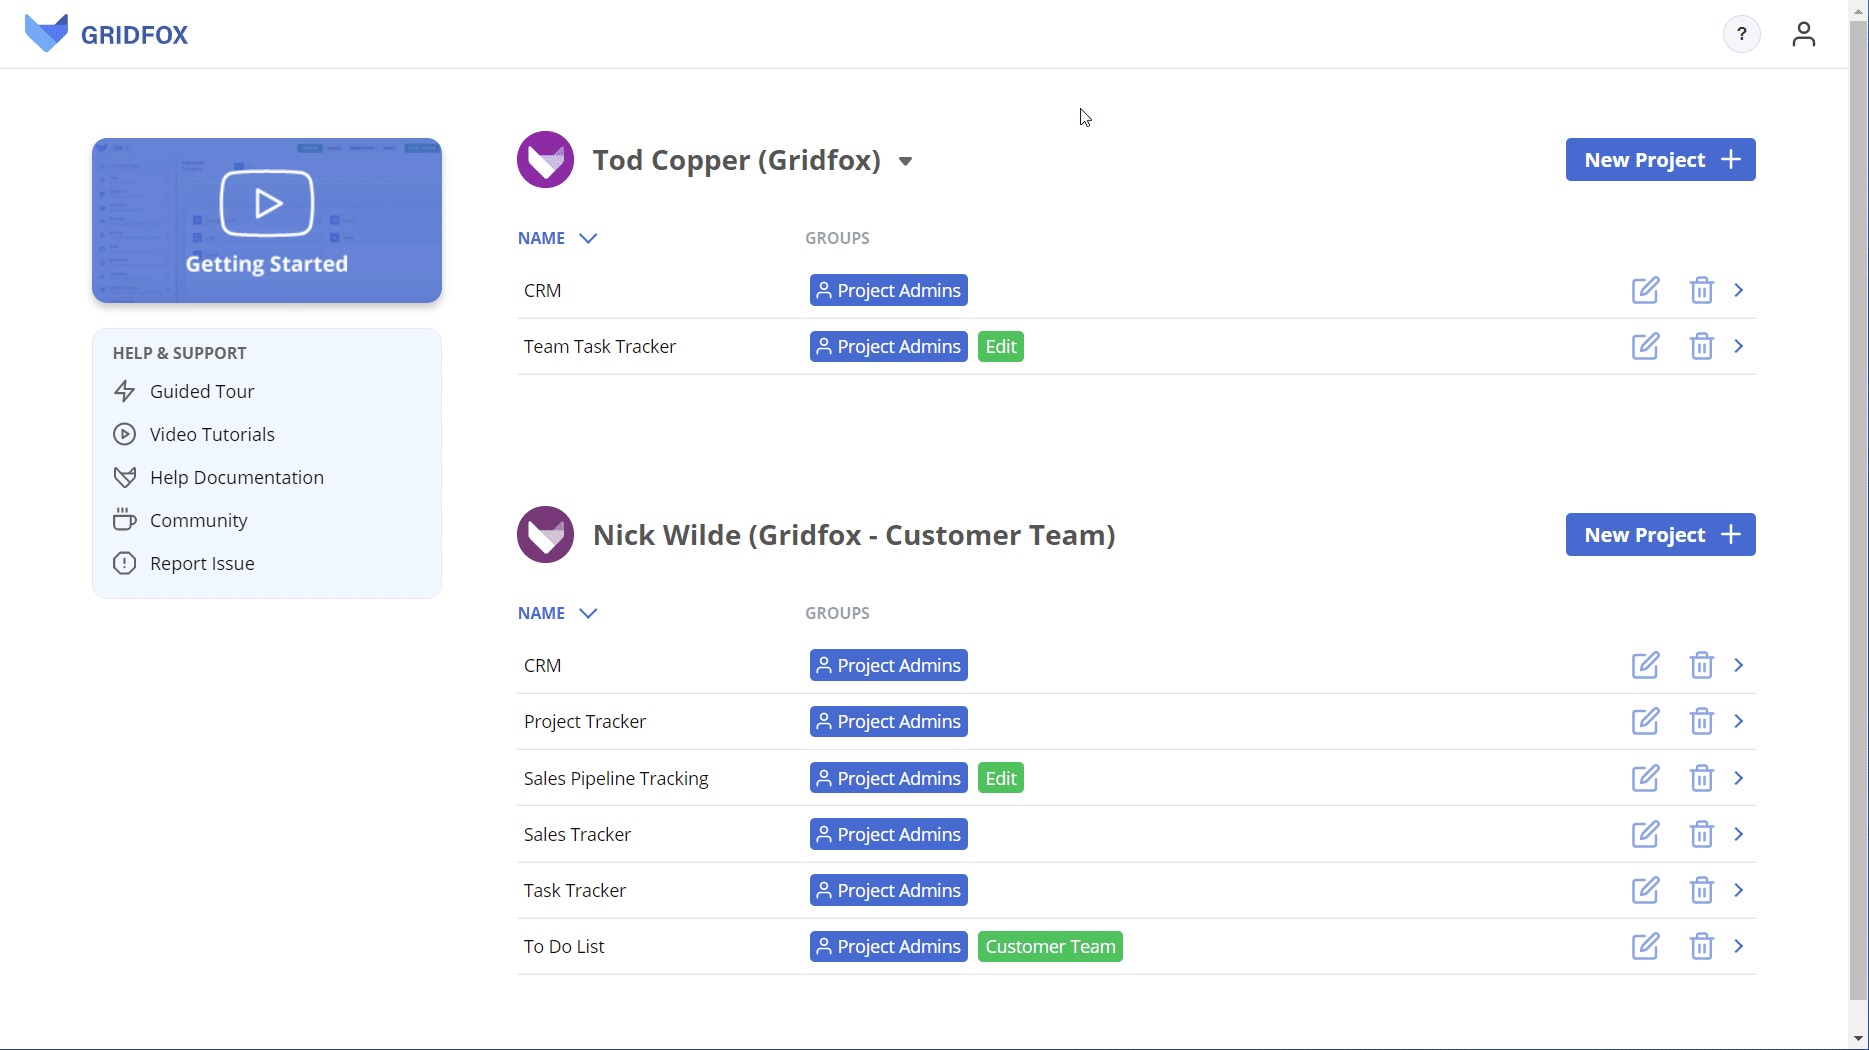 GRIDFOX
?
Getting Started
HELP & SUPPORT
Guided Tour
Video Tutorials
Help Documentation
Community
Report Issue
Tod Copper (Gridfox)
New Project
NAME GROUPS
CRM Project Admins
Team Task Tracker Project Admins Edit
Nick Wilde (Gridfox - Customer Team)
New Project
NAME GROUPS
CRM Project Admins
Project Tracker Project Admins
Sales Pipeline Tracking Project Admins Edit
Sales Tracker Project Admins
Task Tracker Project Admins
To Do List Project Admins Customer Team